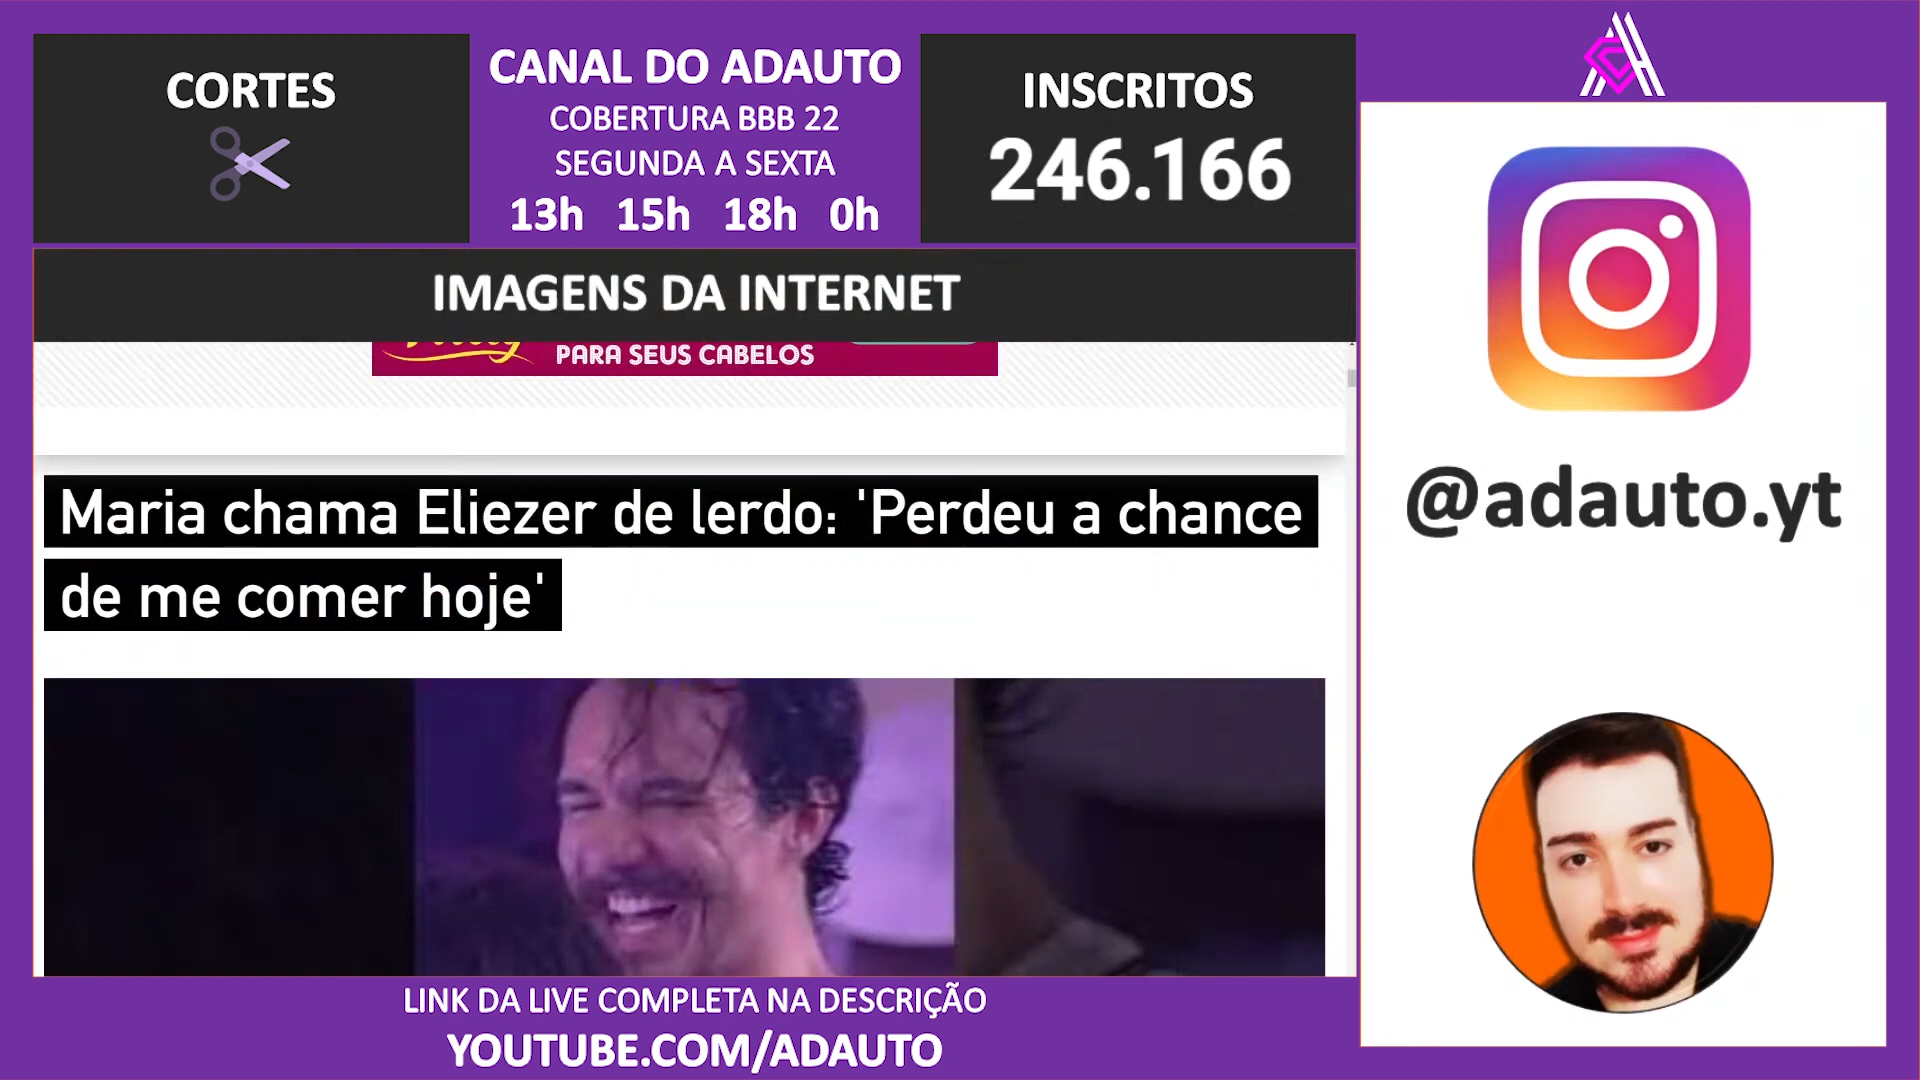 CORTES
CANAL DO ADAUTO
COBERTURA BBB 22
SEGUNDA A SEXTA
13h 15h 18h 0h
INSCRITOS
246.166
IMAGENS DA INTERNET
PARA SEUS CABELOS
Maria chama Eliezer de lerdo: 'Perdeu a chance
de me comer hoje'
@adauto.yt
LINK DA LIVE COMPLETA NA DESCRIÇÃO
YOUTUBE.COM/ADAUTO